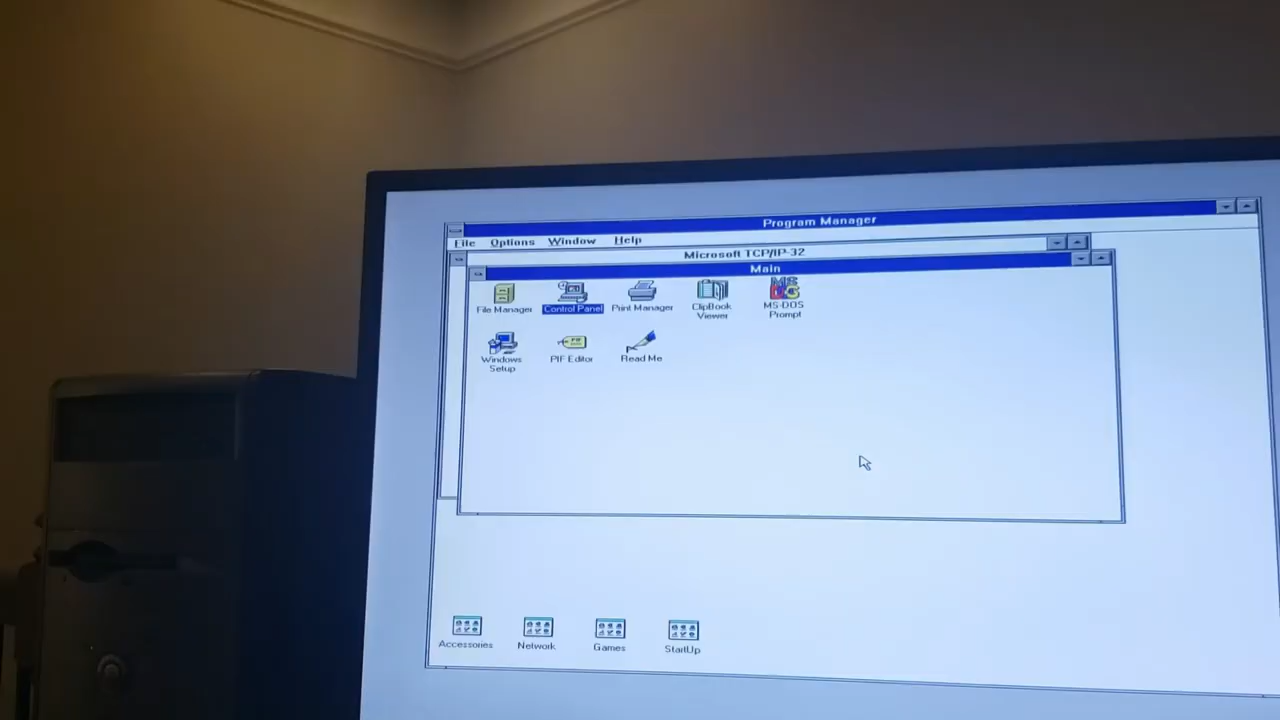 Program Manager
File Options Window Help
Microsoft TCP/IP-32
Main
File Manager Control Panel Print Manager ClipBook Viewer MS-DOS Prompt
Windows Setup PIF Editor Read Me
Accessories Network Games StartUp